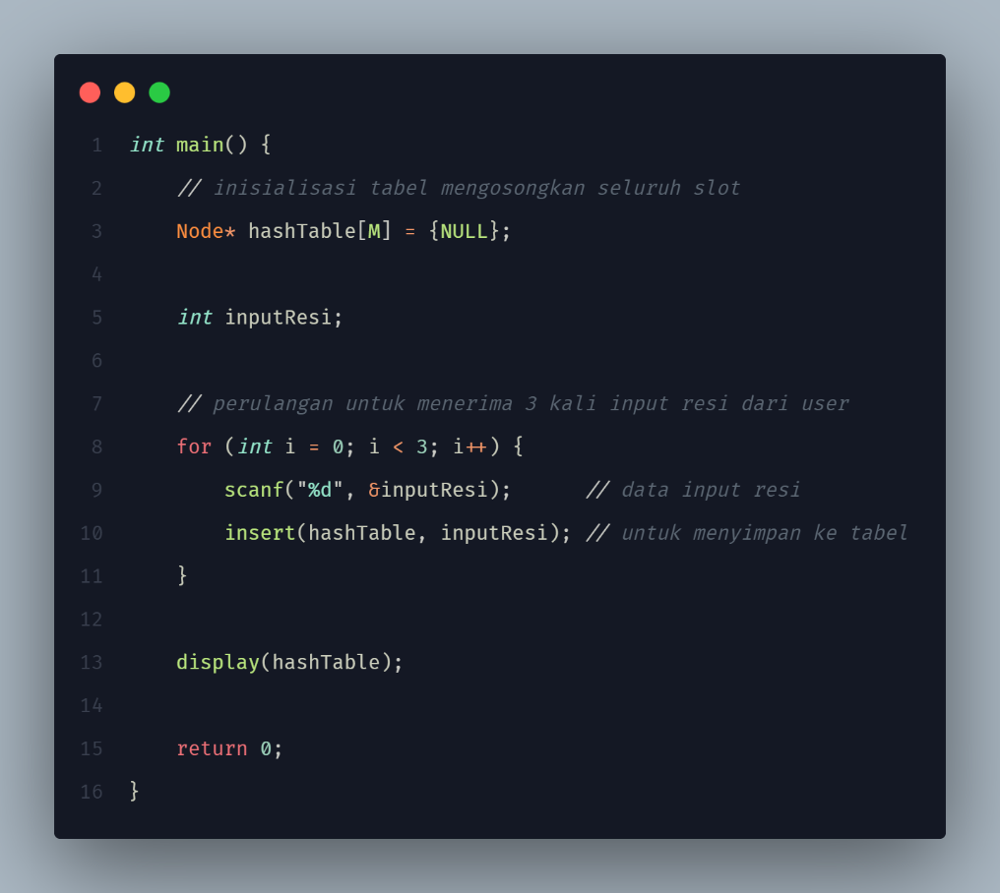 1 int main() {
2     // inisialisasi tabel mengosongkan seluruh slot
3     Node* hashTable[M] = {NULL};
4
5     int inputResi;
6
7     // perulangan untuk menerima 3 kali input resi dari user
8     for (int i = 0; i < 3; i++) {
9         scanf("%d", &inputResi);      // data input resi
10         insert(hashTable, inputResi); // untuk menyimpan ke tabel
11     }
12
13     display(hashTable);
14
15     return 0;
16 }